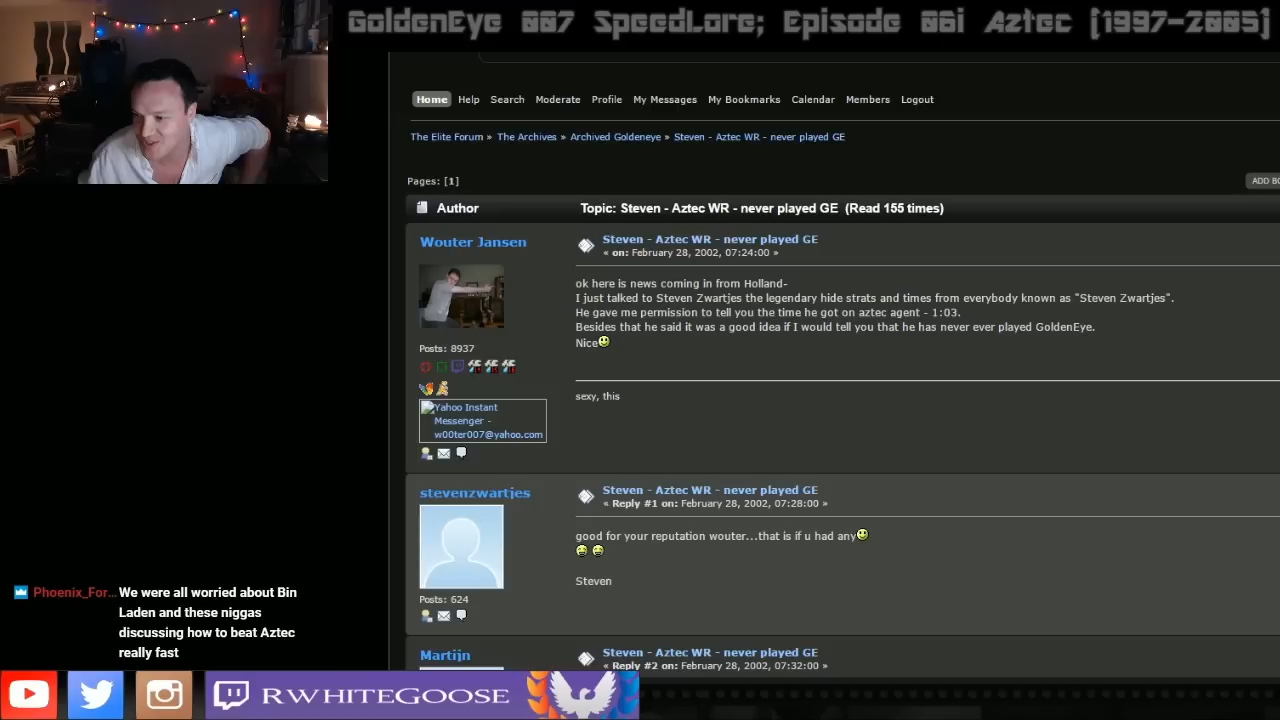 GoldenEye 007 SpeedLore; Episode 06i Aztec [1997-2005]
Home Help Search Moderate Profile My Messages My Bookmarks Calendar Members Logout
The Elite Forum » The Archives » Archived Goldeneye » Steven - Aztec WR - never played GE
Pages: [1]
ADD BO
Author Topic: Steven - Aztec WR - never played GE (Read 155 times)
Wouter Jansen
Steven - Aztec WR - never played GE
« on: February 28, 2002, 07:24:00 »
ok here is news coming in from Holland-
I just talked to Steven Zwartjes the legendary hide strats and times from everybody known as "Steven Zwartjes".
He gave me permission to tell you the time he got on aztec agent - 1:03.
Besides that he said it was a good idea if I would tell you that he has never ever played GoldenEye.
Nice
Posts: 8937
sexy, this
Yahoo Instant
Messenger -
w00ter007@yahoo.com
stevenzwartjes
Steven - Aztec WR - never played GE
« Reply #1 on: February 28, 2002, 07:28:00 »
good for your reputation wouter...that is if u had any
Steven
Posts: 624
Martijn
Steven - Aztec WR - never played GE
« Reply #2 on: February 28, 2002, 07:32:00 »
Phoenix_For... We were all worried about Bin
Laden and these niggas
discussing how to beat Aztec
really fast
RWHITEGOOSE